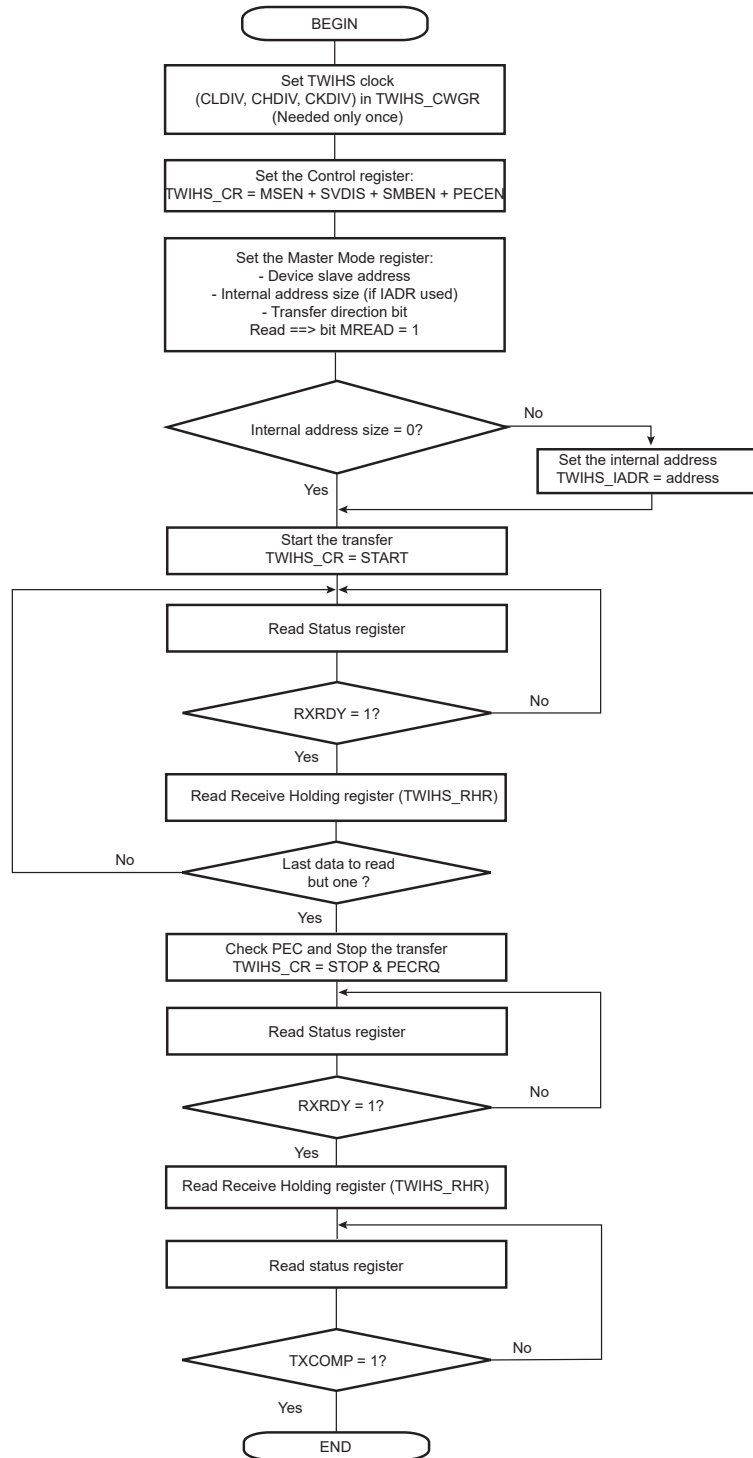 BEGIN
Set TWIHS clock
(CLDIV, CHDIV, CKDIV) in TWIHS_CWGR
(Needed only once)
Set the Control register:
TWIHS_CR = MSEN + SVDIS + SMBEN + PECEN
Set the Master Mode register:
- Device slave address
- Internal address size (if IADR used)
- Transfer direction bit
Read ==> bit MREAD = 1
Internal address size = 0?
No
Set the internal address
TWIHS_IADR = address
Yes
Start the transfer
TWIHS_CR = START
Read Status register
RXRDY = 1?
No
Yes
Read Receive Holding register (TWIHS_RHR)
No
Last data to read
but one ?
Yes
Check PEC and Stop the transfer
TWIHS_CR = STOP & PECRQ
Read Status register
RXRDY = 1?
No
Yes
Read Receive Holding register (TWIHS_RHR)
Read status register
TXCOMP = 1?
No
Yes
END